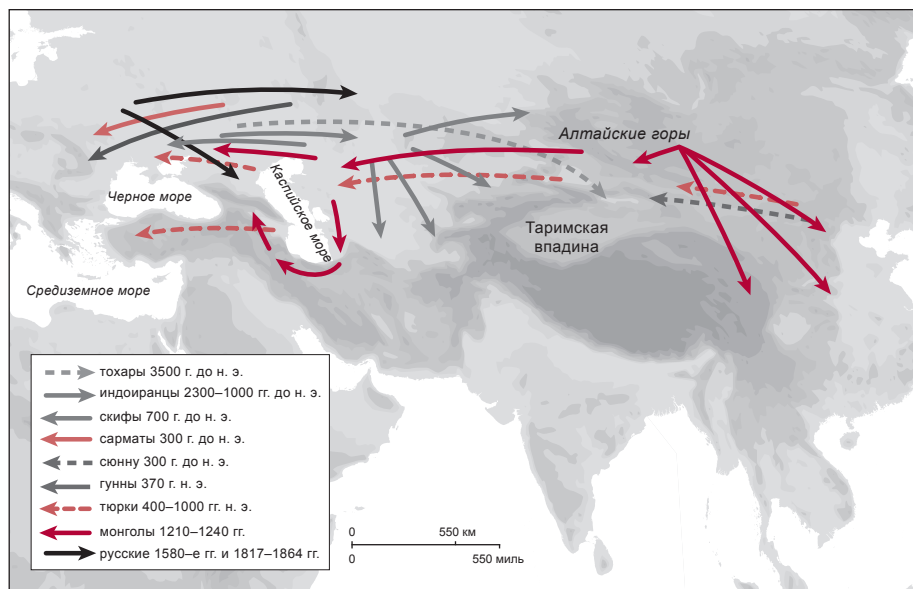 Алтайские горы
Черное море
Каспийское море
Таримская
впадина
Средиземное море
тохары 3500 г. до н. э.
индоиранцы 2300–1000 гг. до н. э.
скифы 700 г. до н. э.
сарматы 300 г. до н. э.
сюнну 300 г. до н. э.
гунны 370 г. н. э.
тюрки 400–1000 гг. н. э.
монголы 1210–1240 гг.
русские 1580–е гг. и 1817–1864 гг.
0 550 км
0 550 миль